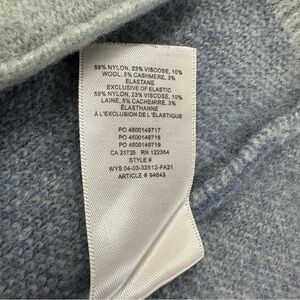 59% NYLON, 23% VISCOSE, 10%
WOOL, 5% CASHMERE, 3%
ELASTANE
EXCLUSIVE OF ELASTIC
59% NYLON, 23% VISCOSE, 10%
LAINE, 5% CACHEMIRE, 3%
ÉLASTHANNE
À L'EXCLUSION DE L'ÉLASTIQUE
PO 4500149717
PO 4500149718
PO 4500149719
CA 23725 RN 122354
STYLE #
WYS 04-03-32612-FA21
ARTICLE # 94643